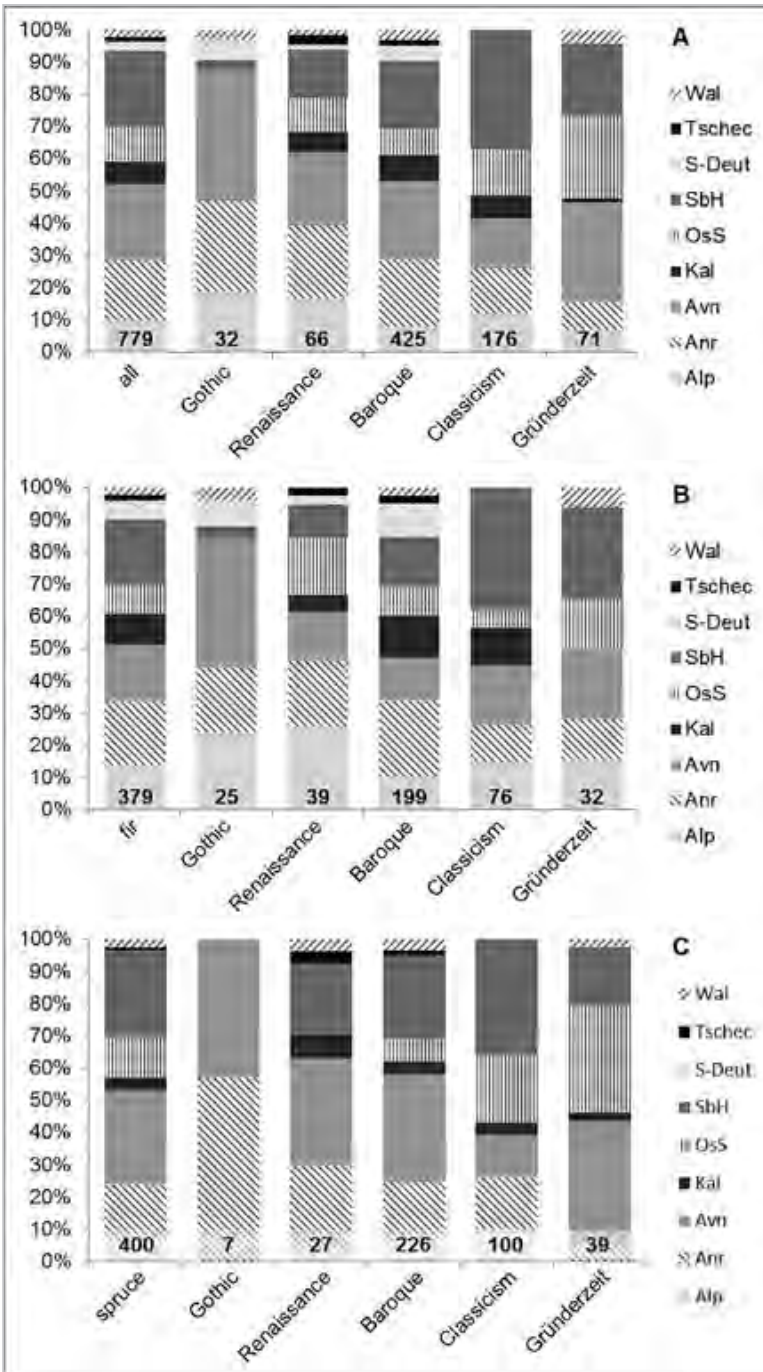 A
100%
90%
80%
70%
60%
50%
40%
30%
20%
10%
0%
779 32 66 425 176 71
all Gothic Renaissance Baroque Classicism Gründerzeit
Wal
Tschec
S-Deut
SbH
OsS
Kal
Avn
Anr
Alp
B
100%
90%
80%
70%
60%
50%
40%
30%
20%
10%
0%
379 25 39 199 76 32
fir Gothic Renaissance Baroque Classicism Gründerzeit
Wal
Tschec
S-Deut
SbH
OsS
Kal
Avn
Anr
Alp
C
100%
90%
80%
70%
60%
50%
40%
30%
20%
10%
0%
400 7 27 226 100 39
spruce Gothic Renaissance Baroque Classicism Gründerzeit
Wal
Tschec
S-Deut
SbH
OsS
Kal
Avn
Anr
Alp